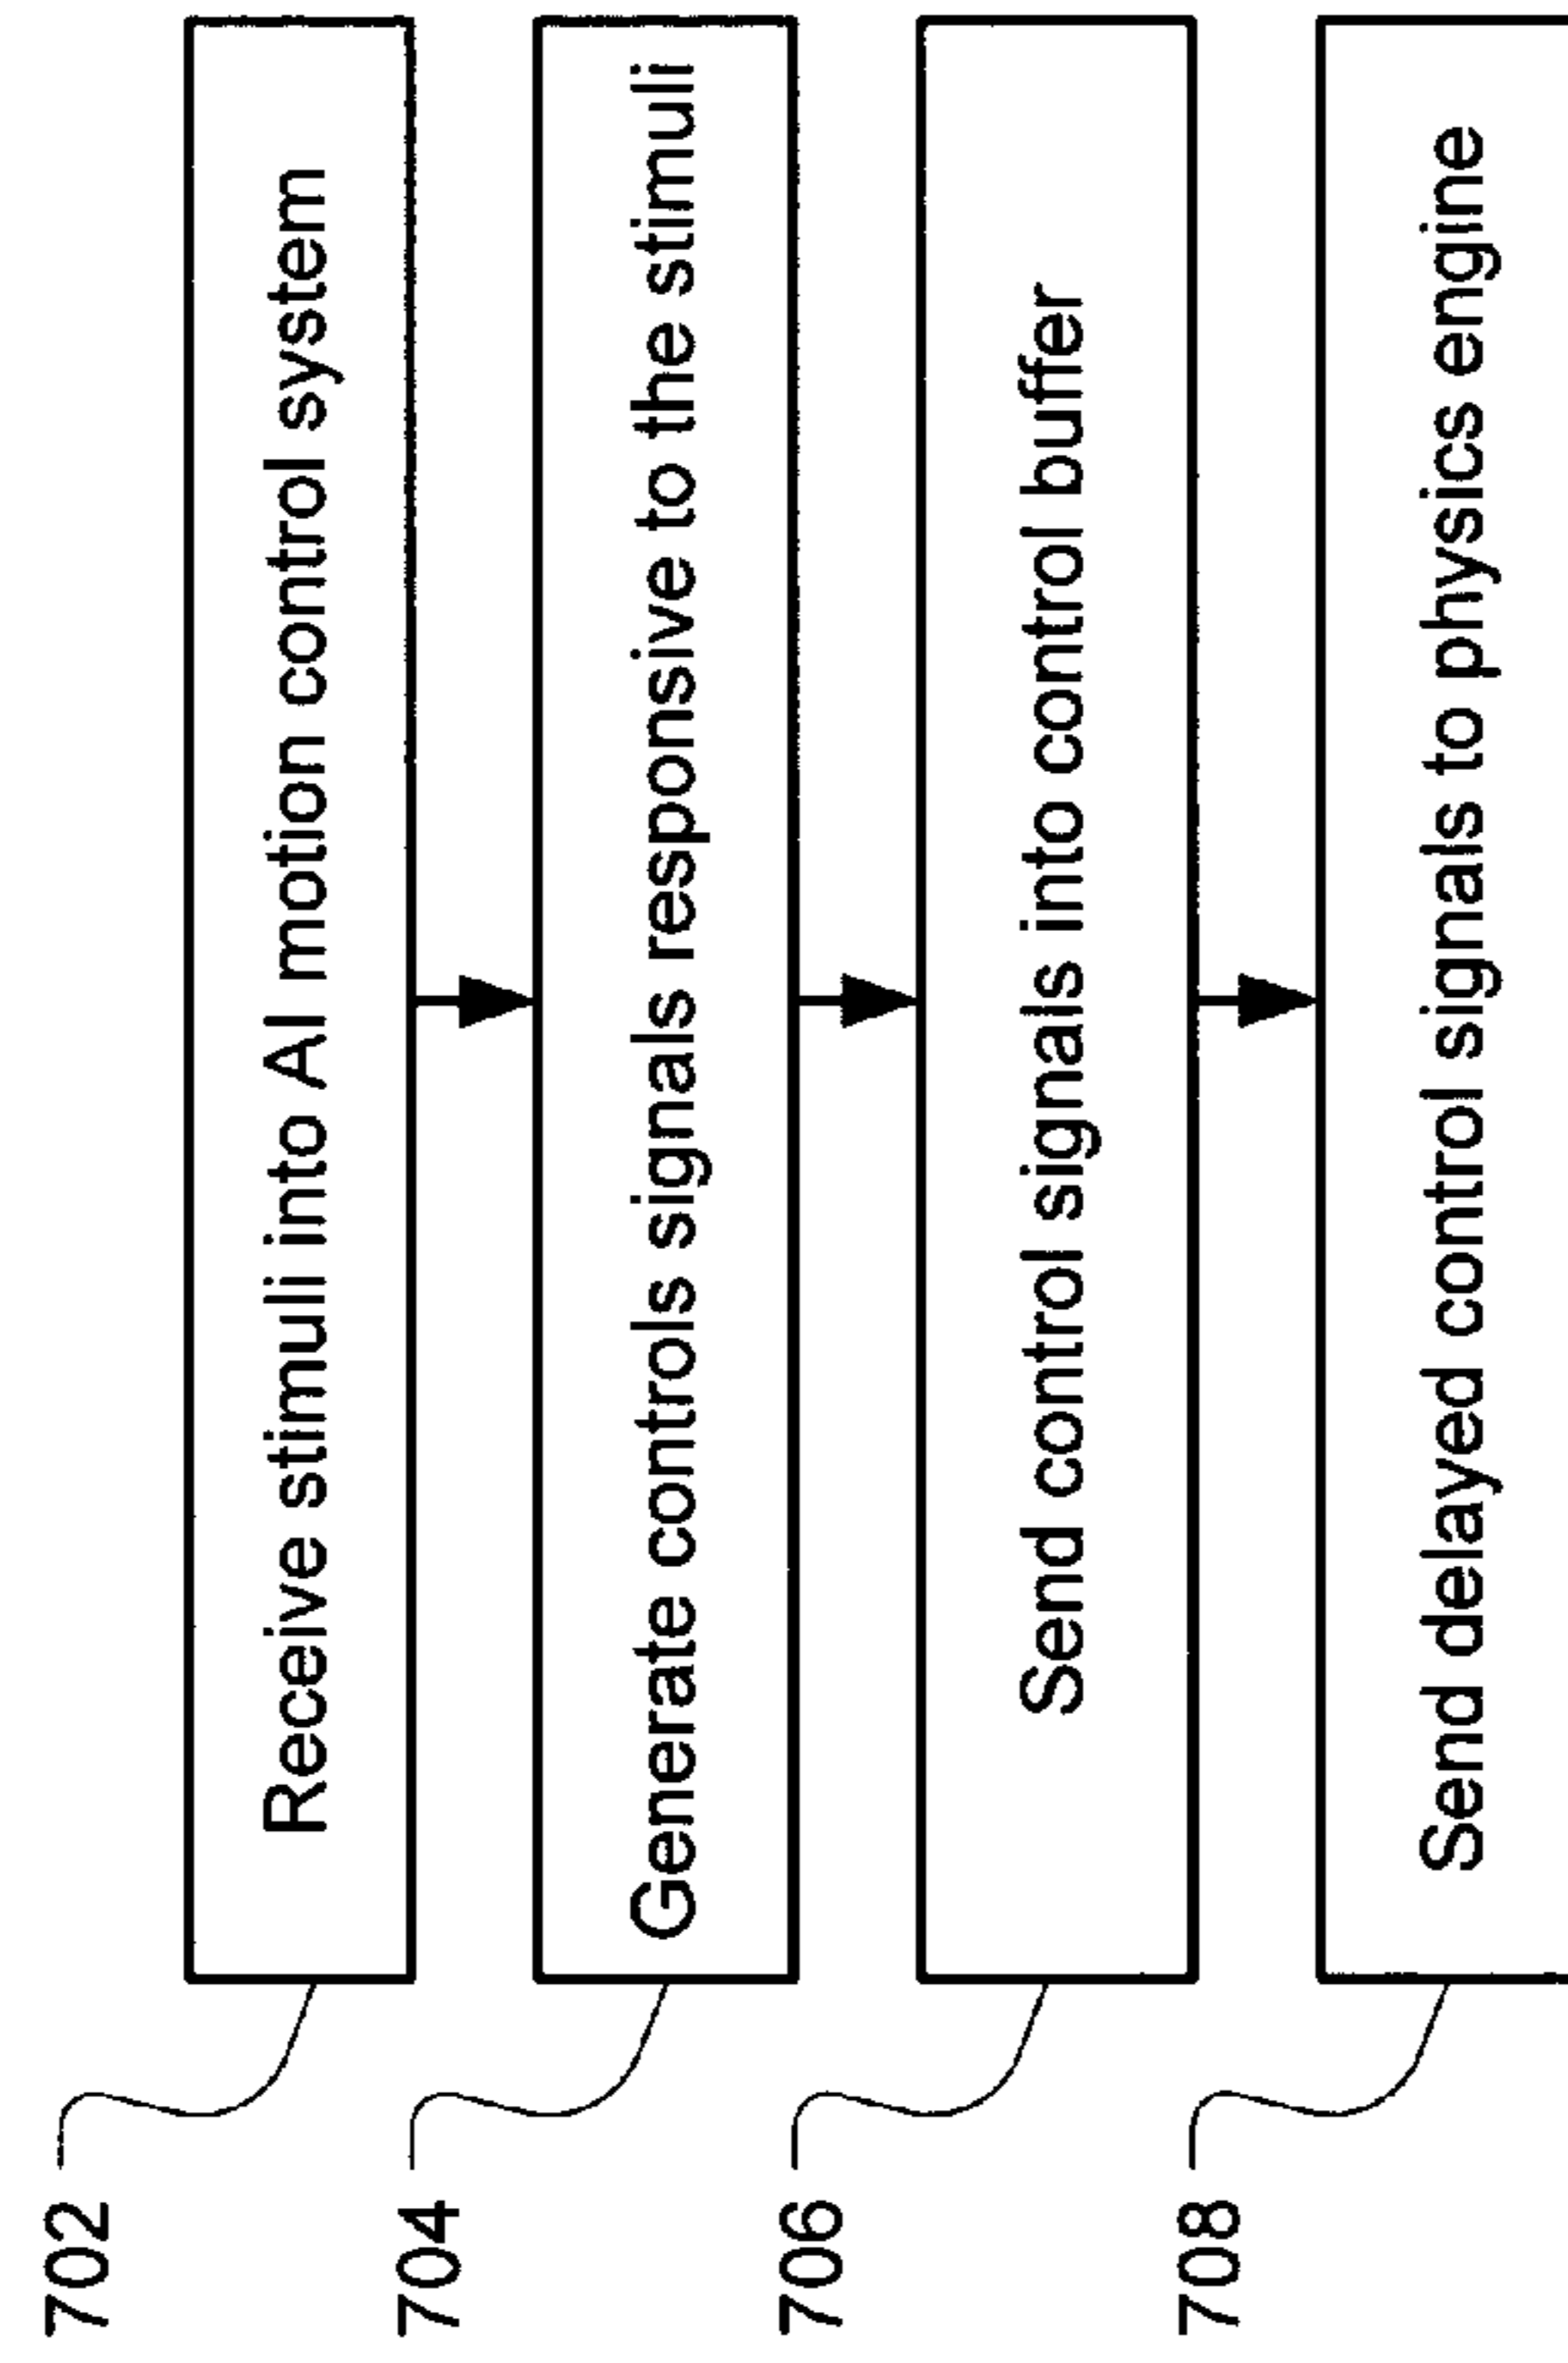 702
Receive stimuli into AI motion control system
704
Generate controls signals responsive to the stimuli
706
Send control signals into control buffer
708
Send delayed control signals to physics engine